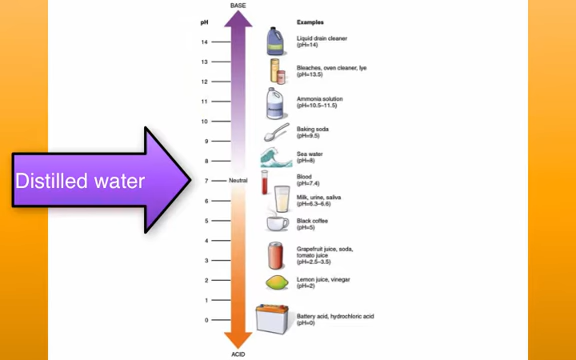 BASE
pH
Examples
14
Liquid drain cleaner
(pH=14)
13
Bleaches, oven cleaner, lye
(pH=13.5)
12
11
Ammonia solution
(pH=10.5–11.5)
10
9
Baking soda
(pH=9.5)
8
Sea water
(pH=8)
Distilled water
7
Neutral
Blood
(pH=7.4)
6
Milk, urine, saliva
(pH=6.3–6.6)
5
Black coffee
(pH=5)
4
3
Grapefruit juice, soda,
tomato juice
(pH=2.5–3.5)
2
Lemon juice, vinegar
(pH=2)
1
0
Battery acid, hydrochloric acid
(pH=0)
ACID